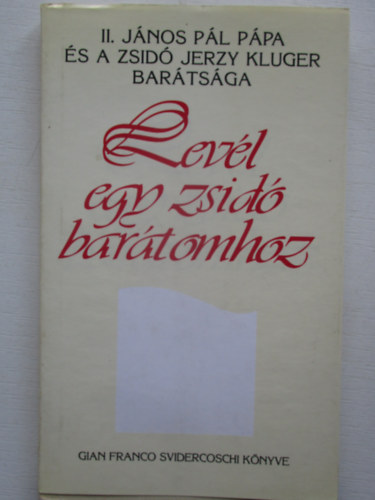 II. JÁNOS PÁL PÁPA
ÉS A ZSIDÓ JERZY KLUGER
BARÁTSÁGA
Levél
egy zsidó
barátomhoz
GIAN FRANCO SVIDERCOSCHI KÖNYVE